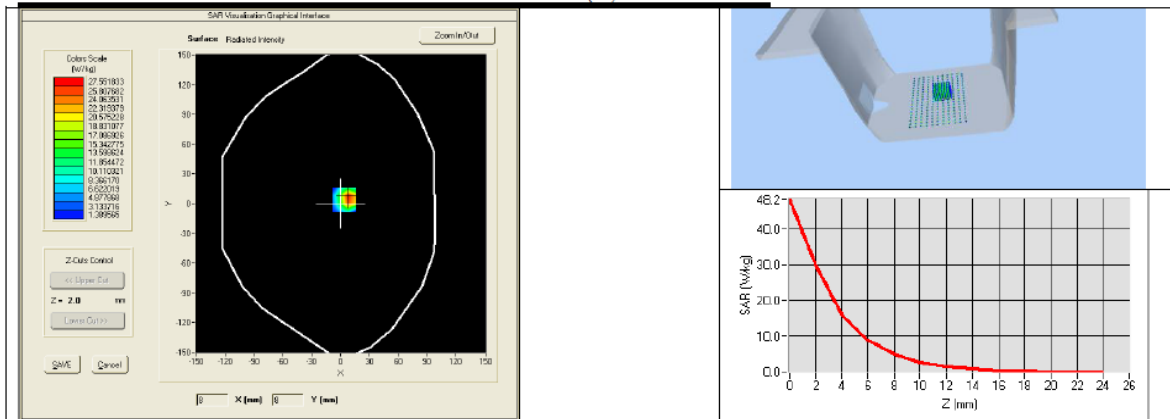 SAR Visualisation Graphical Interface
Surface Radiated Intensity
Zoom In/Out
Colors Scale
(W/kg)
27.551833
25.807682
24.063531
22.319379
20.575228
18.831077
17.086926
15.342775
13.598624
11.854472
10.110321
8.366170
6.622019
4.877868
3.133716
1.389565
Z-Cuts Control
<< Upper Cut
Z = 2.0 mm
Lower Cut >>
SAVE
Cancel
150
120
90
60
30
0
-30
-60
-90
-120
-150
Y
-150 -120 -90 -60 -30 0 30 60 90 120 150
X
8 X (mm) 8 Y (mm)
48.2
40.0
30.0
20.0
10.0
0.0
SAR (W/kg)
0 2 4 6 8 10 12 14 16 18 20 22 24 26
Z (mm)